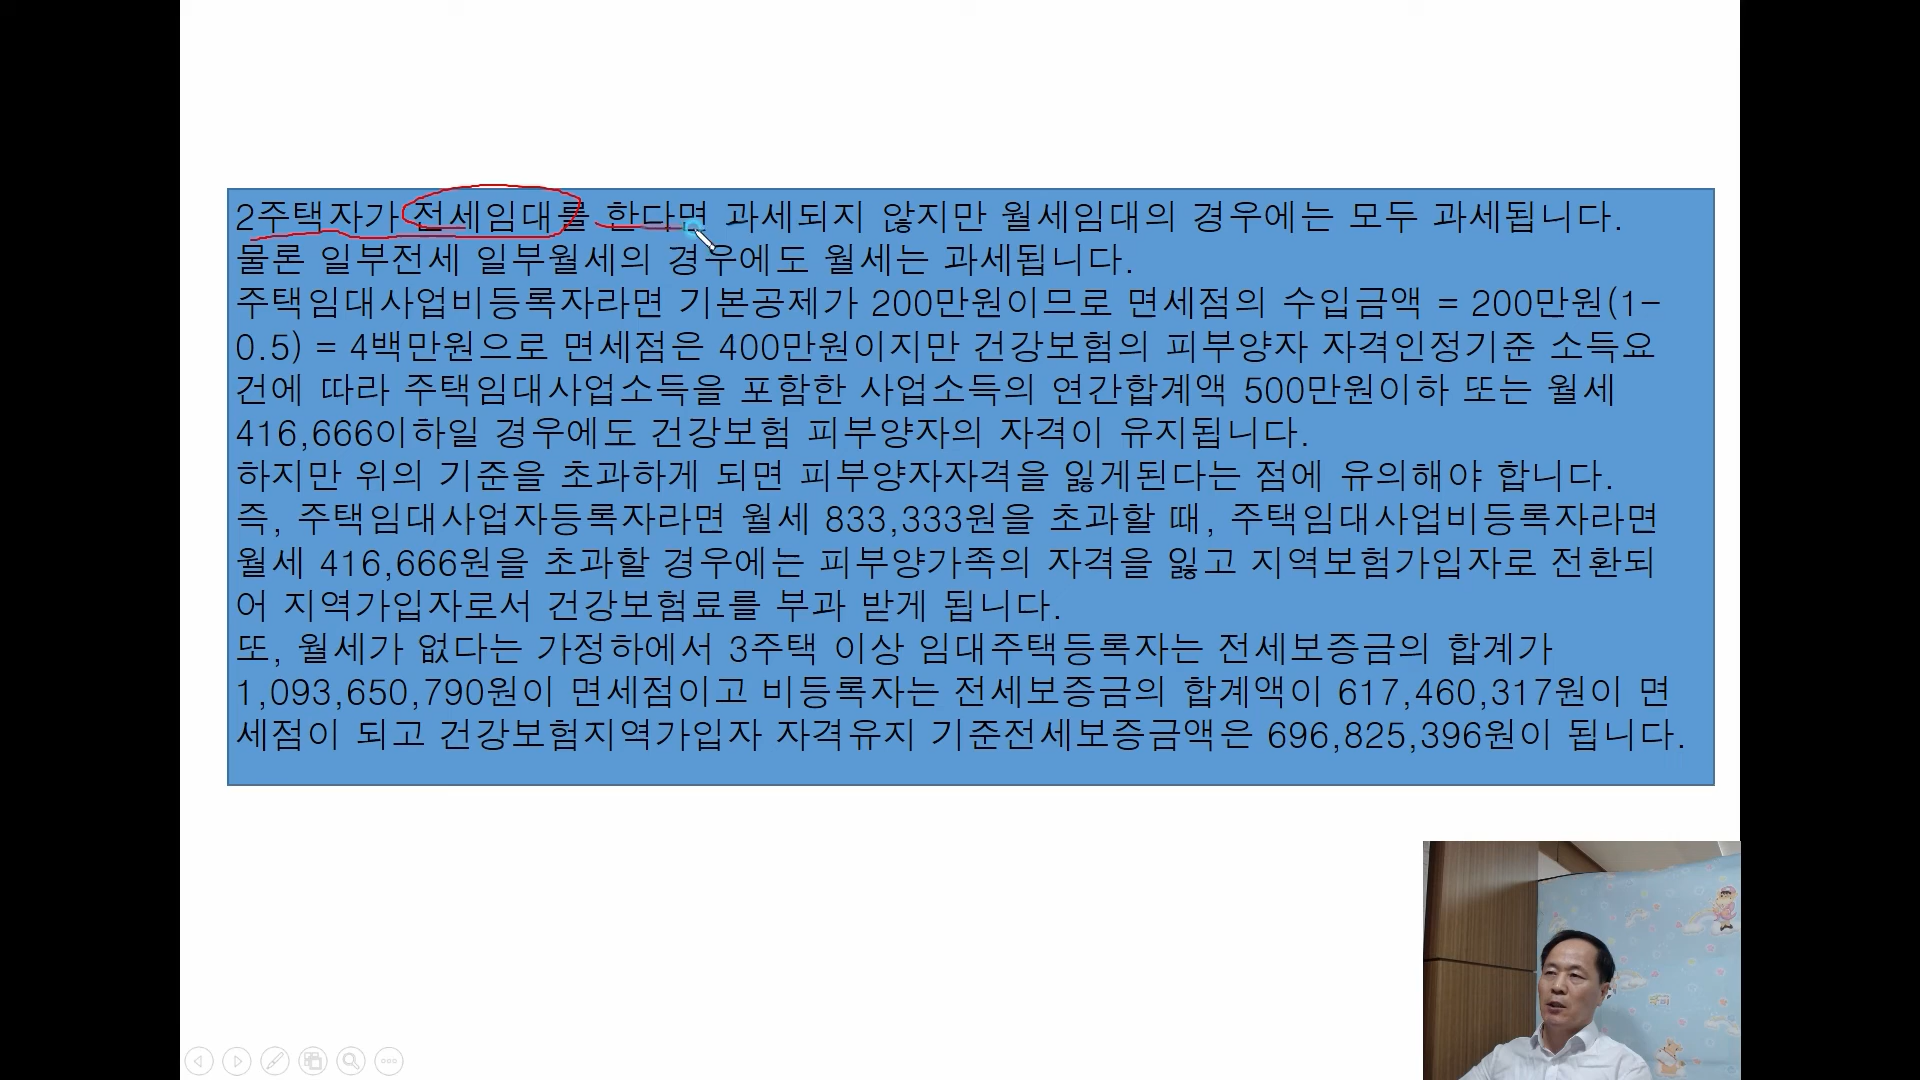 2주택자가 전세임대를 한다면 과세되지 않지만 월세임대의 경우에는 모두 과세됩니다.
물론 일부전세 일부월세의 경우에도 월세는 과세됩니다.
주택임대사업비등록자라면 기본공제가 200만원이므로 면세점의 수입금액 = 200만원(1-
0.5) = 4백만원으로 면세점은 400만원이지만 건강보험의 피부양자 자격인정기준 소득요
건에 따라 주택임대사업소득을 포함한 사업소득의 연간합계액 500만원이하 또는 월세
416,666이하일 경우에도 건강보험 피부양자의 자격이 유지됩니다.
하지만 위의 기준을 초과하게 되면 피부양자자격을 잃게된다는 점에 유의해야 합니다.
즉, 주택임대사업자등록자라면 월세 833,333원을 초과할 때, 주택임대사업비등록자라면
월세 416,666원을 초과할 경우에는 피부양가족의 자격을 잃고 지역보험가입자로 전환되
어 지역가입자로서 건강보험료를 부과 받게 됩니다.
또, 월세가 없다는 가정하에서 3주택 이상 임대주택등록자는 전세보증금의 합계가
1,093,650,790원이 면세점이고 비등록자는 전세보증금의 합계액이 617,460,317원이 면
세점이 되고 건강보험지역가입자 자격유지 기준전세보증금액은 696,825,396원이 됩니다.